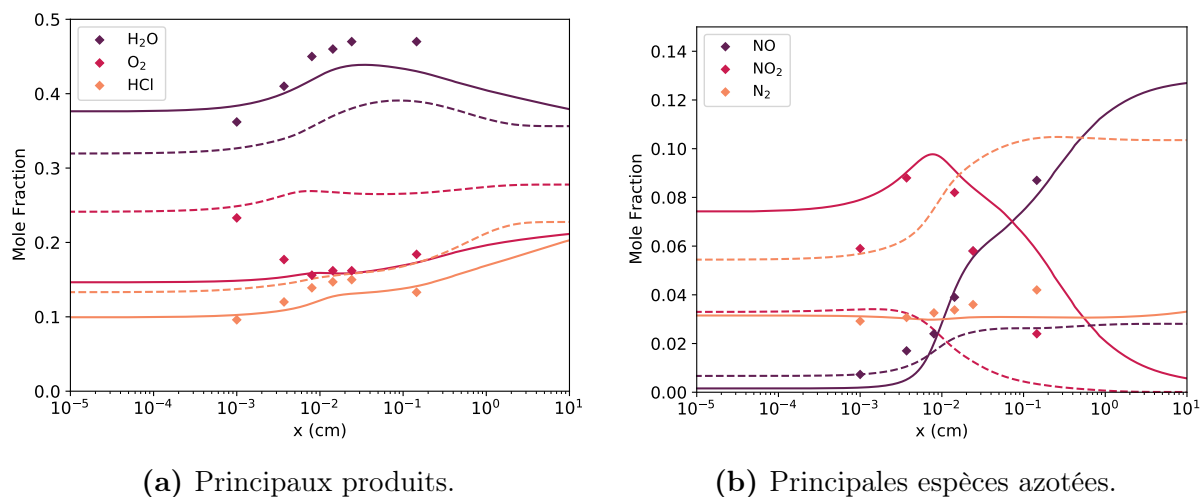 0.5
0.4
0.3
0.2
0.1
0.0
Mole Fraction
H₂O
O₂
HCl
10⁻⁵ 10⁻⁴ 10⁻³ 10⁻² 10⁻¹ 10⁰ 10¹
x (cm)
(a) Principaux produits.
0.14
0.12
0.10
0.08
0.06
0.04
0.02
0.00
Mole Fraction
NO
NO₂
N₂
10⁻⁵ 10⁻⁴ 10⁻³ 10⁻² 10⁻¹ 10⁰ 10¹
x (cm)
(b) Principales espèces azotées.